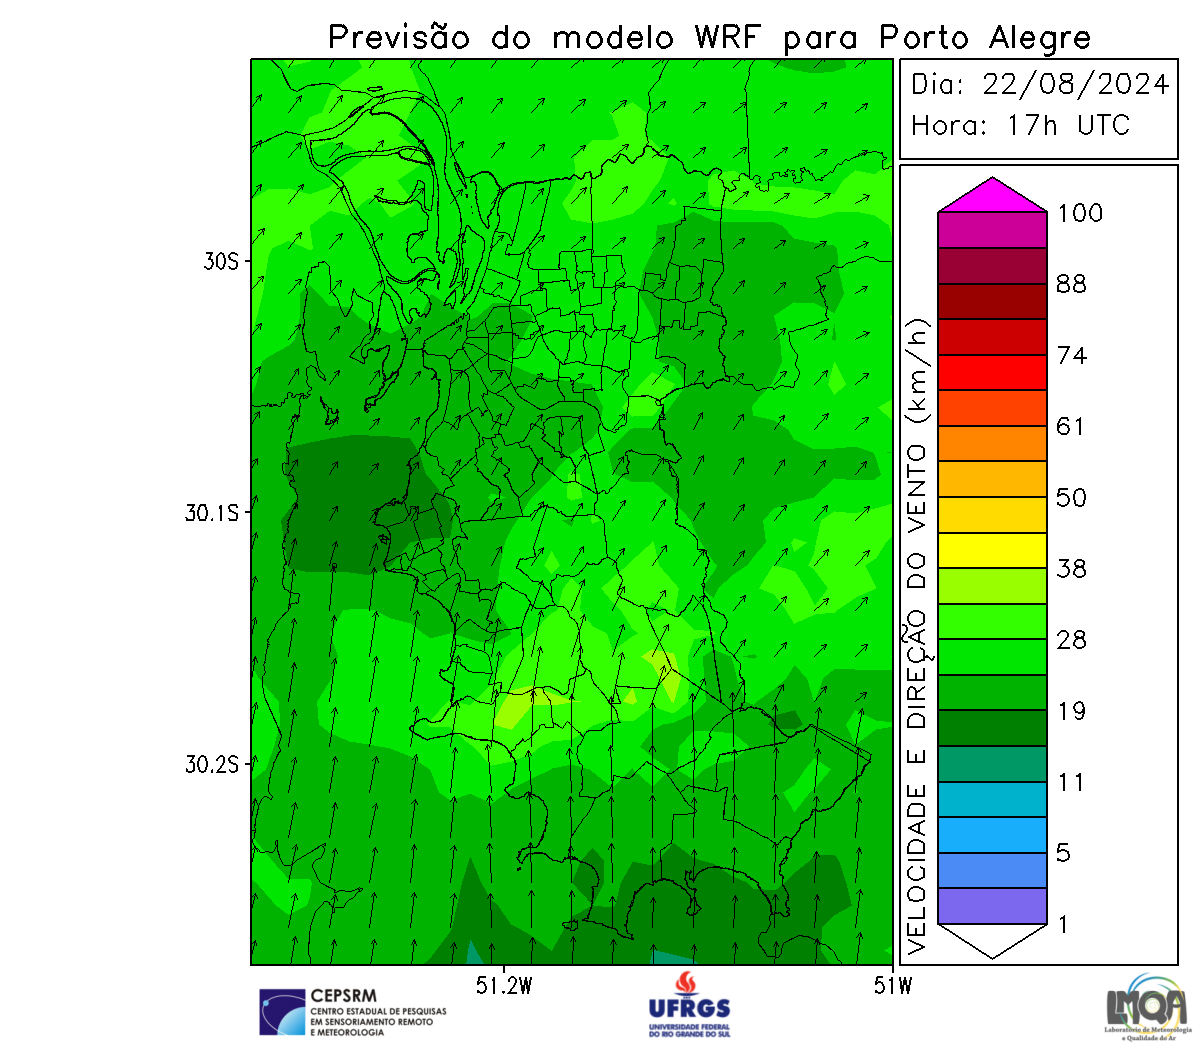 Previsão do modelo WRF para Porto Alegre
Dia: 22/08/2024
Hora: 17h UTC
VELOCIDADE E DIREÇÃO DO VENTO (km/h)
100
88
74
61
50
38
28
19
11
5
1
30S
30.1S
30.2S
51.2W
51W
CEPSRM
CENTRO ESTADUAL DE PESQUISAS
EM SENSORIAMENTO REMOTO
E METEOROLOGIA
UFRGS
UNIVERSIDADE FEDERAL
DO RIO GRANDE DO SUL
LMQA
Laboratório de Meteorologia
e Qualidade do Ar